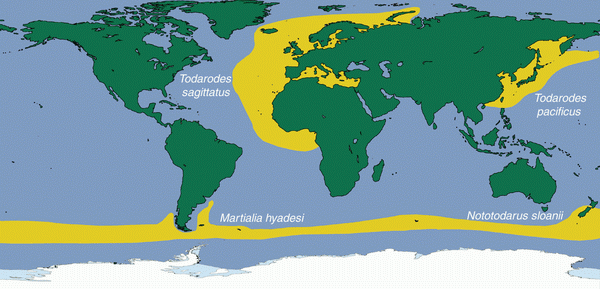 Todarodes
sagittatus
Todarodes
pacificus
Martialia hyadesi
Nototodarus sloanii